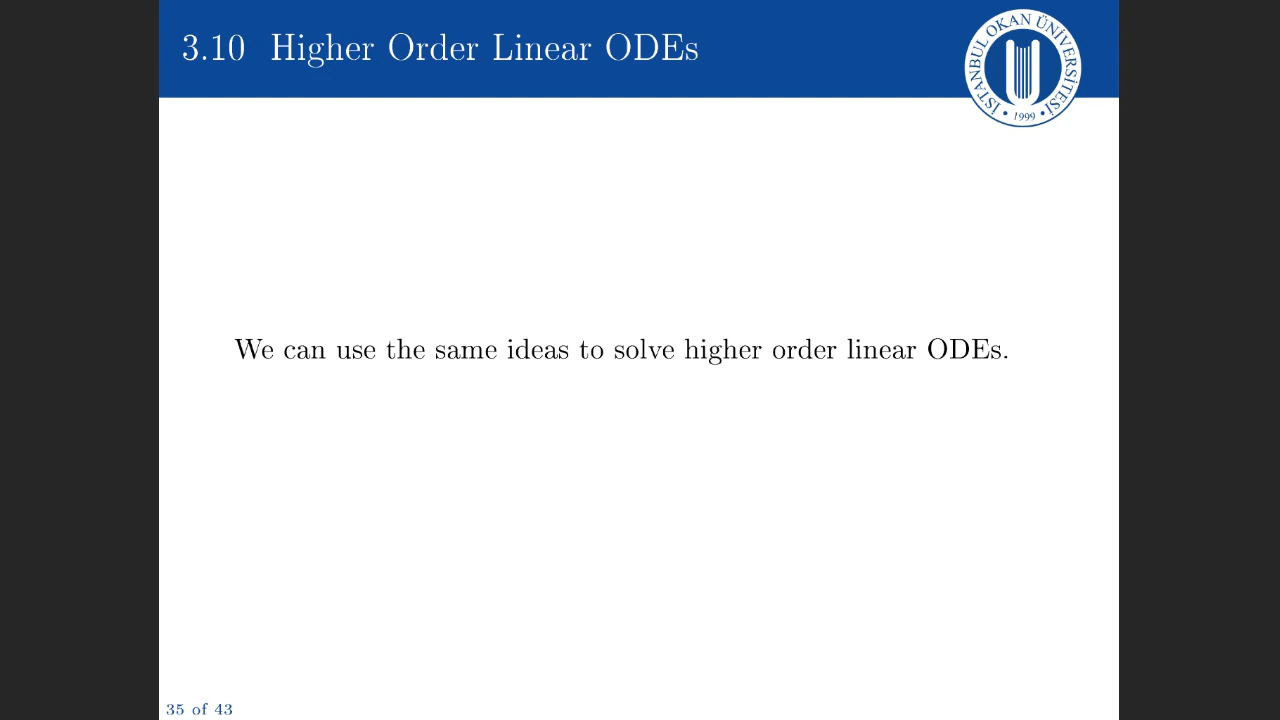 3.10 Higher Order Linear ODEs
İSTANBUL OKAN ÜNİVERSİTESİ
• 1999 •
We can use the same ideas to solve higher order linear ODEs.
35 of 43